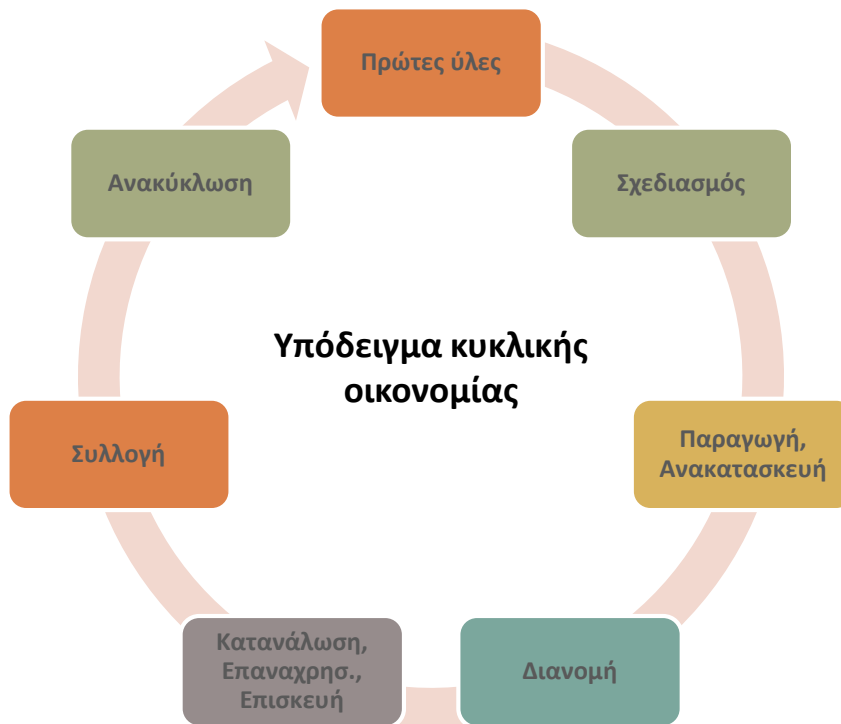 Πρώτες ύλες
Σχεδιασμός
Παραγωγή,
Ανακατασκευή
Διανομή
Κατανάλωση,
Επαναχρησ.,
Επισκευή
Συλλογή
Ανακύκλωση
Υπόδειγμα κυκλικής
οικονομίας